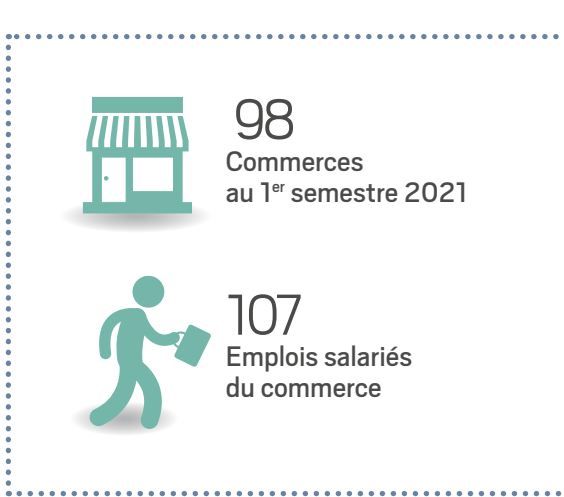 98
Commerces
au 1er semestre 2021
107
Emplois salariés
du commerce